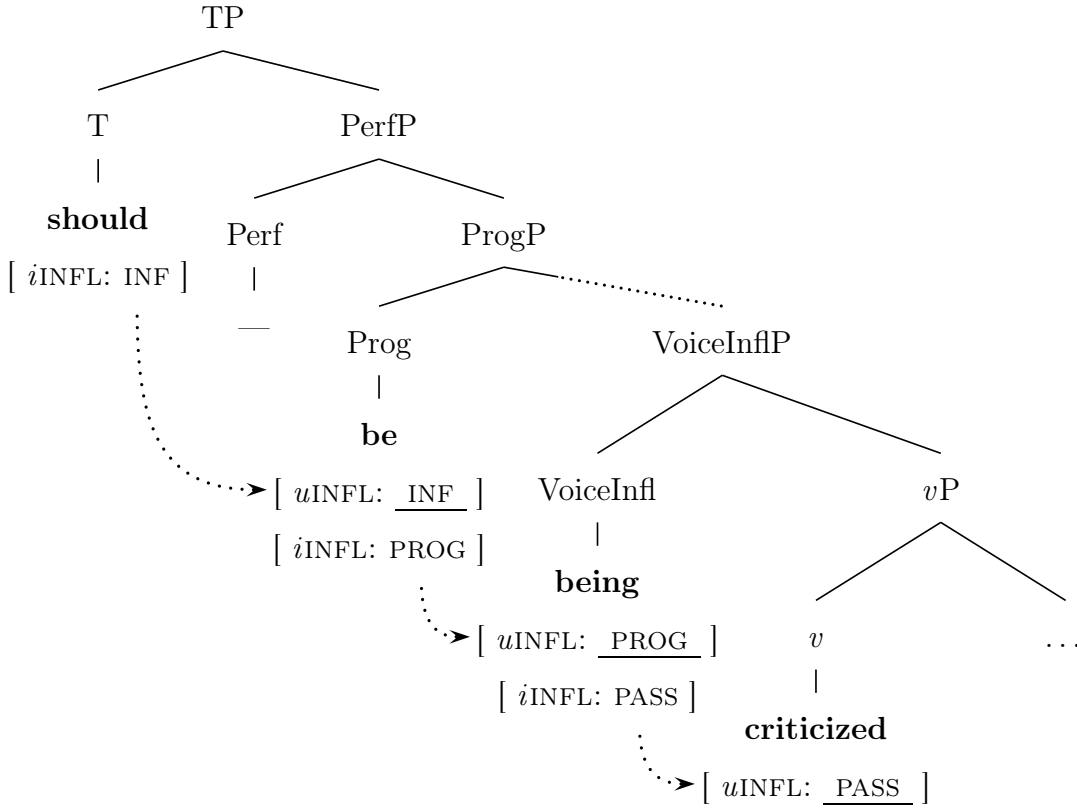 TP
T PerfP
should Perf ProgP
[ iINFL: INF ]
— Prog VoiceInflP
be
[ uINFL: INF ] VoiceInfl vP
[ iINFL: PROG ]
being
[ uINFL: PROG ] v ...
[ iINFL: PASS ]
criticized
[ uINFL: PASS ]